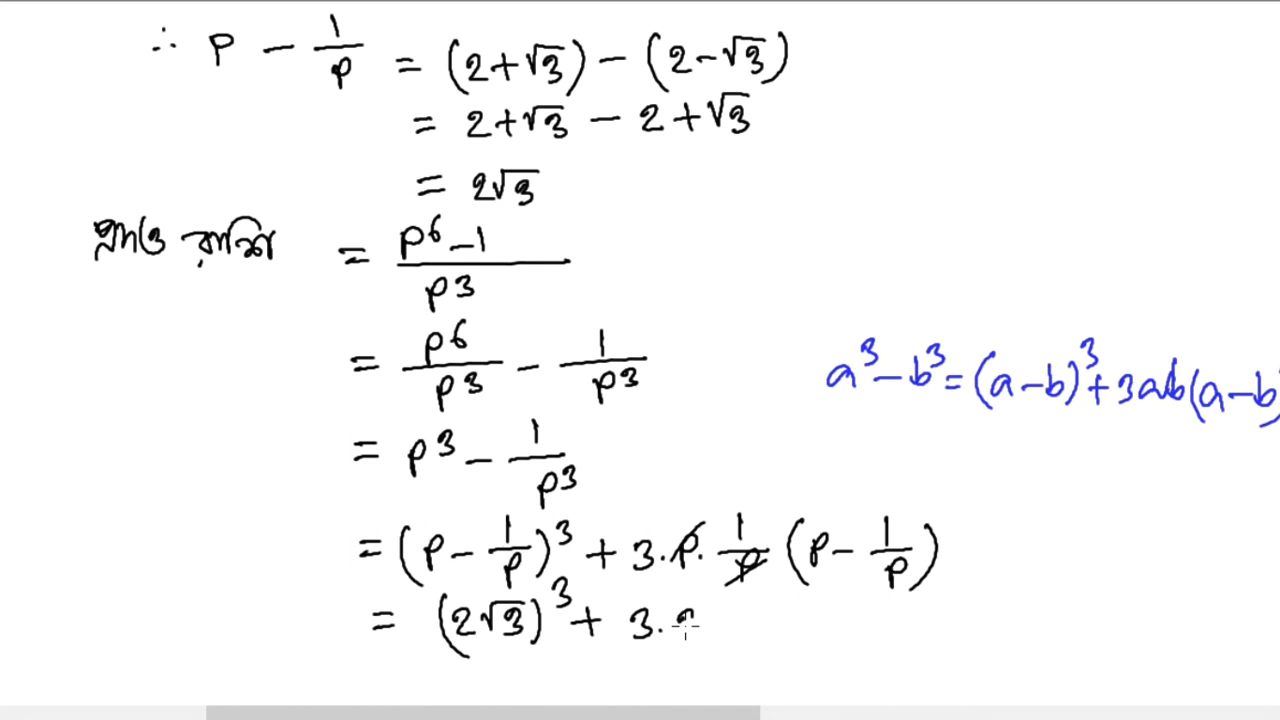 ∴ P - 1/P = (2+√3) - (2-√3)
= 2+√3 - 2+√3
= 2√3
প্রদত্ত রাশি = P⁶-1/P³
= P⁶/P³ - 1/P³
a³-b³=(a-b)³+3ab(a-b)
= P³ - 1/P³
= (P - 1/P)³ + 3.P. 1/P (P - 1/P)
= (2√3)³ + 3.